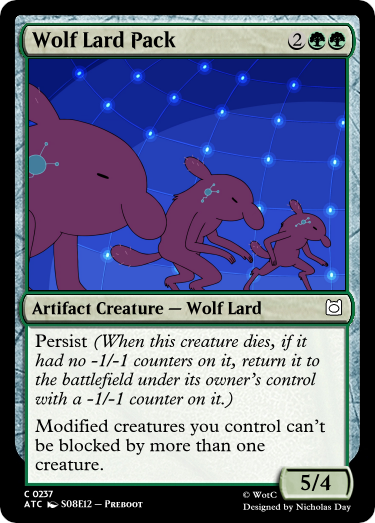 Wolf Lard Pack 2
Artifact Creature — Wolf Lard
Persist (When this creature dies, if it
had no -1/-1 counters on it, return it to
the battlefield under its owner's control
with a -1/-1 counter on it.)
Modified creatures you control can't
be blocked by more than one
creature.
5/4
C 0237
ATC S08E12 — Preboot
© WotC
Designed by Nicholas Day